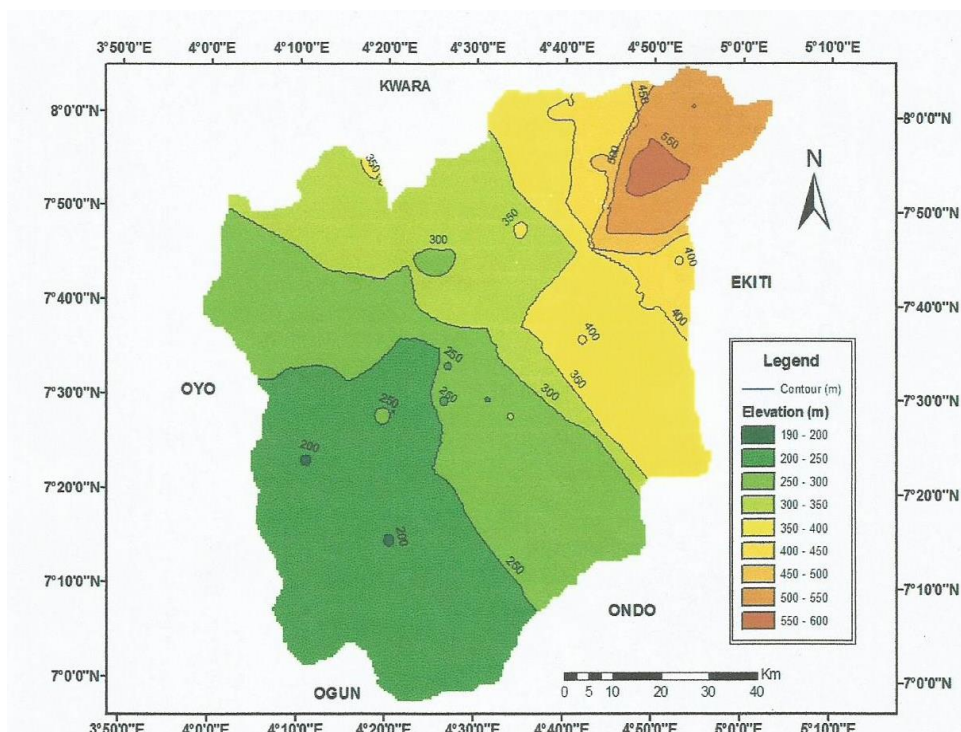 3°50'0"E 4°0'0"E 4°10'0"E 4°20'0"E 4°30'0"E 4°40'0"E 4°50'0"E 5°0'0"E 5°10'0"E
KWARA
8°0'0"N 8°0'0"N
450
500
550
350
N
7°50'0"N 7°50'0"N
350
300
400
EKITI
7°40'0"N 7°40'0"N
400
400
250
350
300
OYO
7°30'0"N 7°30'0"N
250
250
200
7°20'0"N 7°20'0"N
200
250
7°10'0"N 7°10'0"N
ONDO
7°0'0"N 7°0'0"N
OGUN
Legend
Contour (m)
Elevation (m)
190 - 200
200 - 250
250 - 300
300 - 350
350 - 400
400 - 450
450 - 500
500 - 550
550 - 600
Km
0 5 10 20 30 40
3°50'0"E 4°0'0"E 4°10'0"E 4°20'0"E 4°30'0"E 4°40'0"E 4°50'0"E 5°0'0"E 5°10'0"E